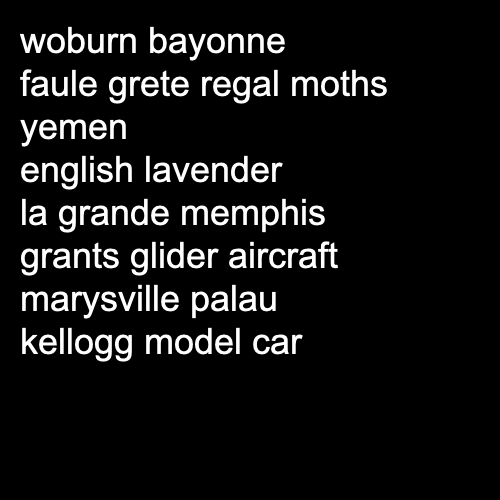 woburn bayonne
faule grete regal moths
yemen
english lavender
la grande memphis
grants glider aircraft
marysville palau
kellogg model car